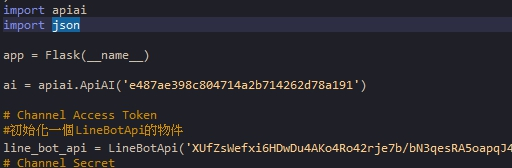 import apiai
import json
app = Flask(__name__)
ai = apiai.ApiAI('e487ae398c804714a2b714262d78a191')
# Channel Access Token
#初始化一個LineBotApi的物件
line_bot_api = LineBotApi('XUfZsWefxi6HDwDu4AKo4Ro42rje7b/bN3qesRA5oapqJ4
# Channel Secret